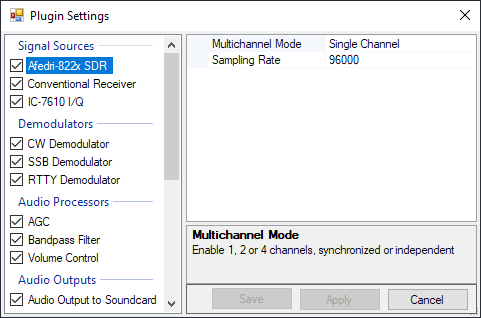 Plugin Settings
Signal Sources
Afedri-822x SDR
Conventional Receiver
IC-7610 I/Q
Demodulators
CW Demodulator
SSB Demodulator
RTTY Demodulator
Audio Processors
AGC
Bandpass Filter
Volume Control
Audio Outputs
Audio Output to Soundcard
Multichannel Mode Single Channel
Sampling Rate 96000
Multichannel Mode
Enable 1, 2 or 4 channels, synchronized or independent
Save Apply Cancel